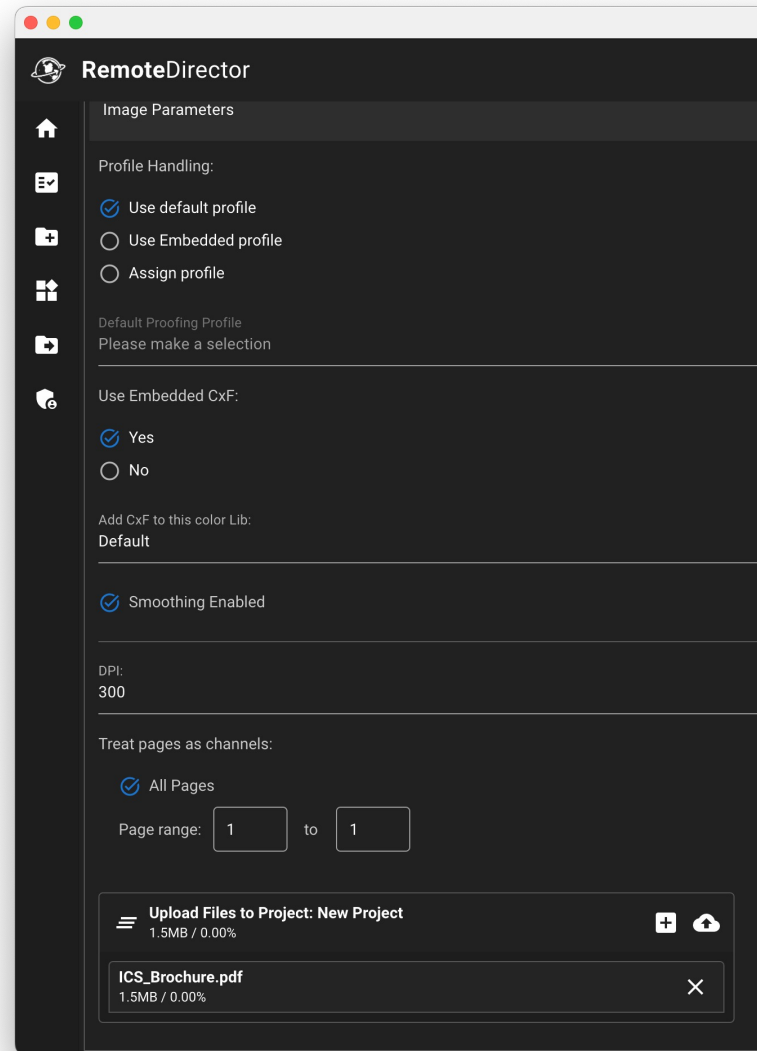 RemoteDirector
Image Parameters
Profile Handling:
Use default profile
Use Embedded profile
Assign profile
Default Proofing Profile
Please make a selection
Use Embedded CxF:
Yes
No
Add CxF to this color Lib:
Default
Smoothing Enabled
DPI:
300
Treat pages as channels:
All Pages
Page range: 1 to 1
Upload Files to Project: New Project
1.5MB / 0.00%
ICS_Brochure.pdf
1.5MB / 0.00%